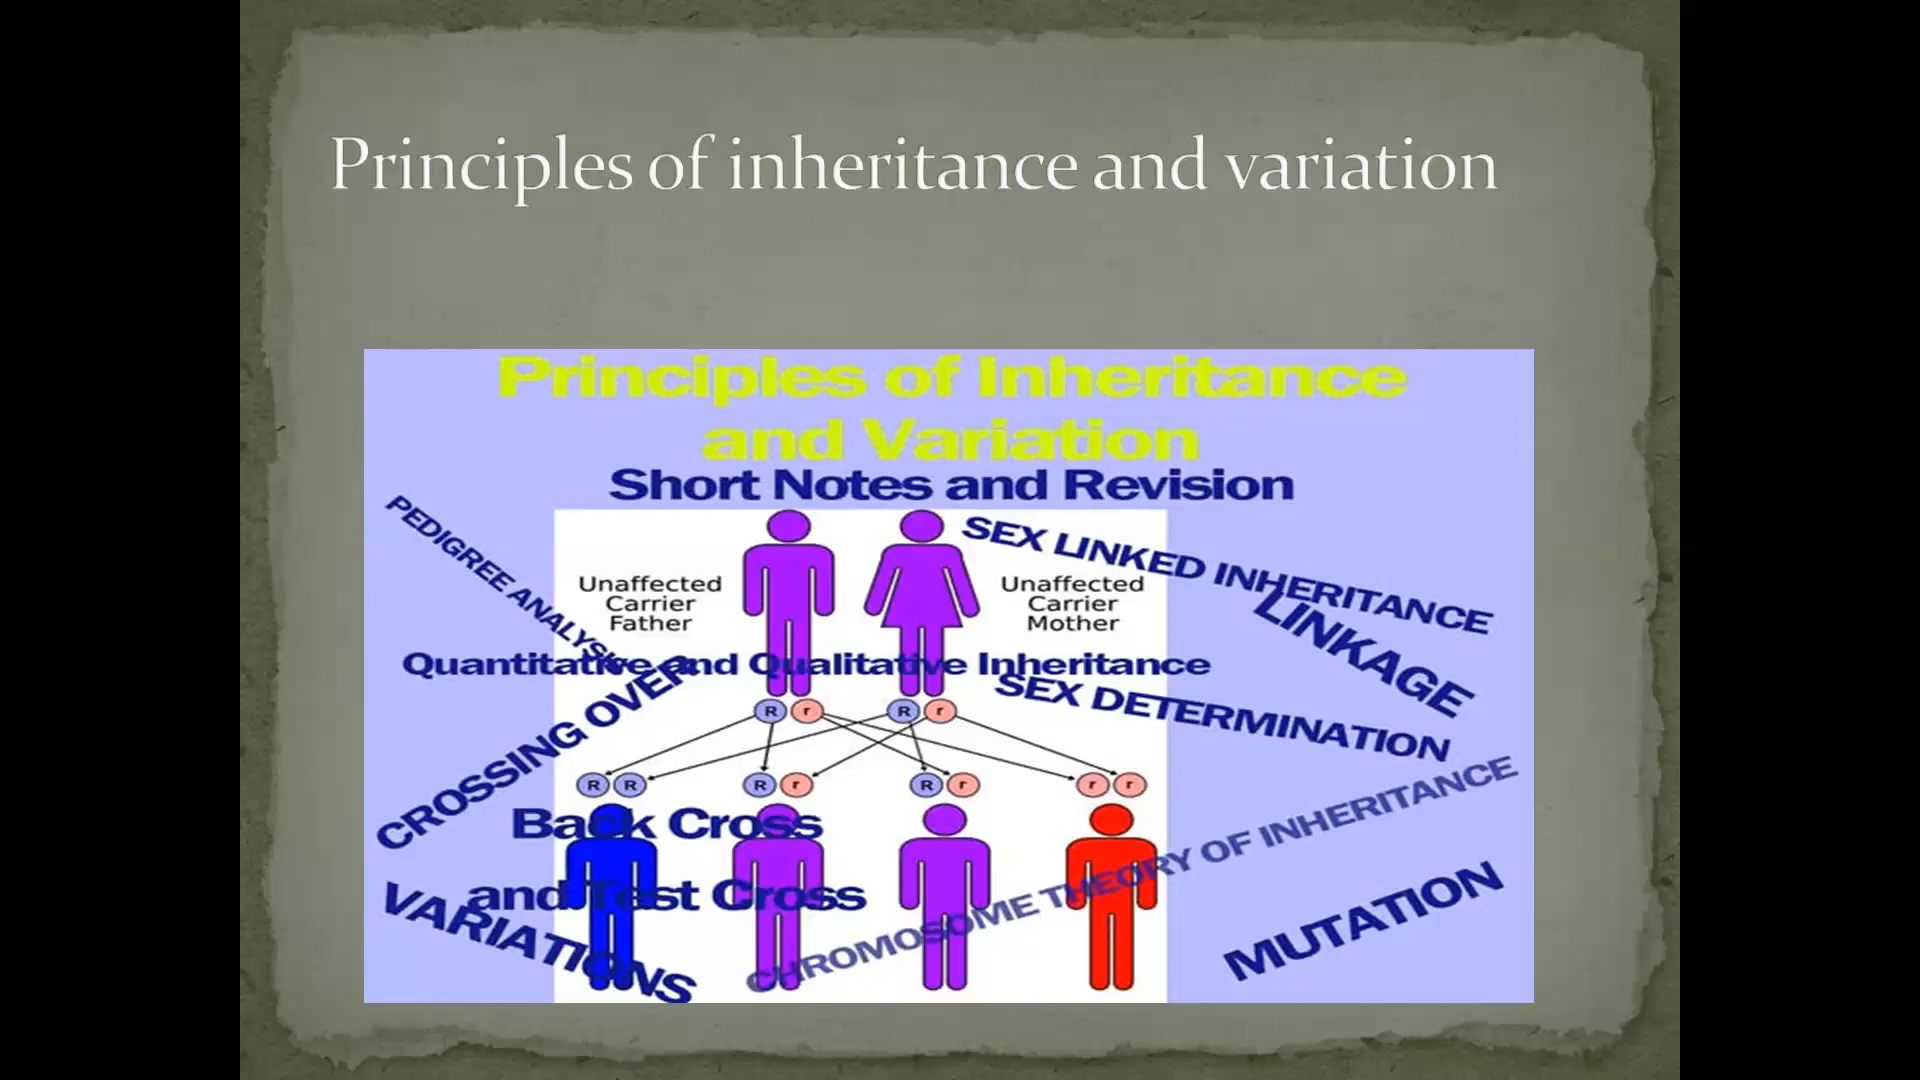 Principles of inheritance and variation
Principles of Inheritance
and Variation
Short Notes and Revision
PEDIGREE ANALYSIS
SEX LINKED INHERITANCE
LINKAGE
Unaffected
Carrier
Father
Unaffected
Carrier
Mother
Quantitative and Qualitative Inheritance
SEX DETERMINATION
CROSSING OVER
R r R r
R R R r R r r r
Back Cross
and Test Cross
VARIATIONS
CHROMOSOME THEORY OF INHERITANCE
MUTATION